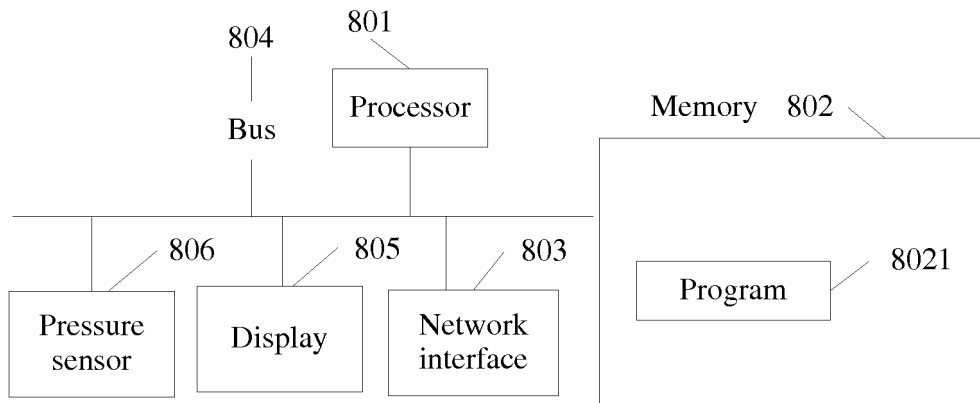 804
801
Processor
Bus
Memory 802
806
805
803
8021
Program
Pressure
sensor
Display
Network
interface